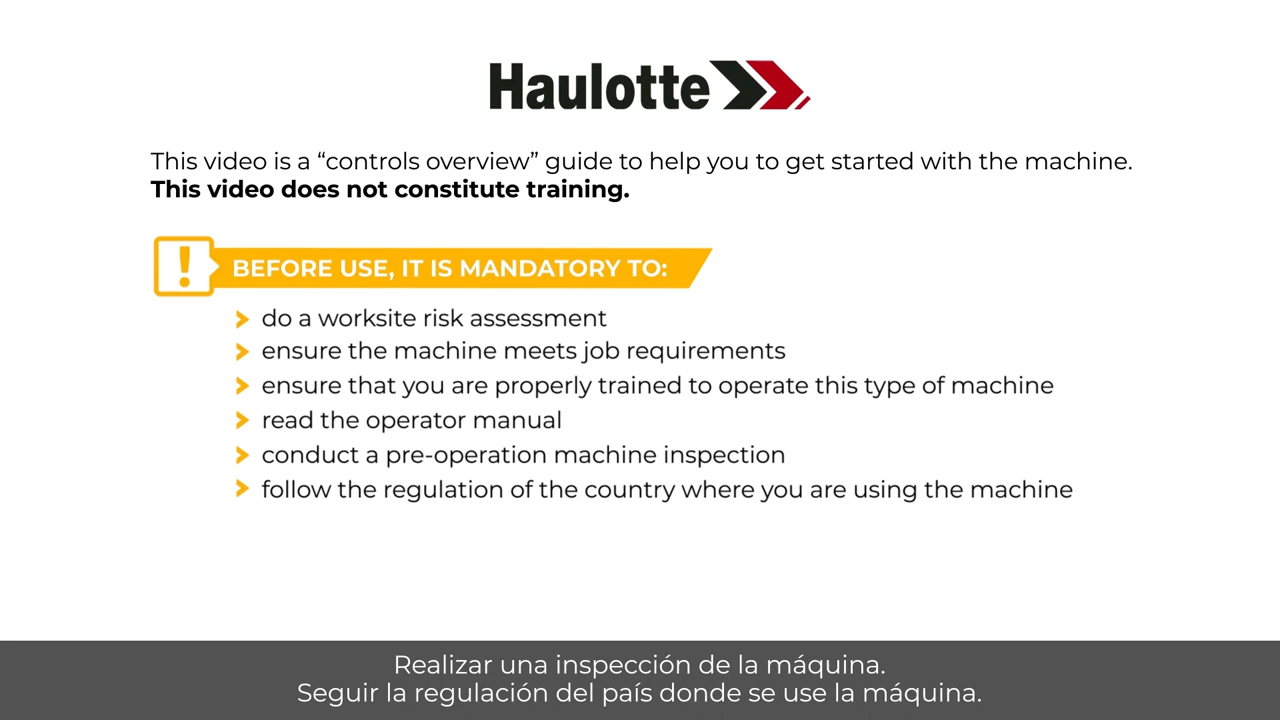 Haulotte
This video is a “controls overview” guide to help you to get started with the machine.
This video does not constitute training.
! BEFORE USE, IT IS MANDATORY TO:
do a worksite risk assessment
ensure the machine meets job requirements
ensure that you are properly trained to operate this type of machine
read the operator manual
conduct a pre-operation machine inspection
follow the regulation of the country where you are using the machine
Realizar una inspección de la máquina.
Seguir la regulación del país donde se use la máquina.